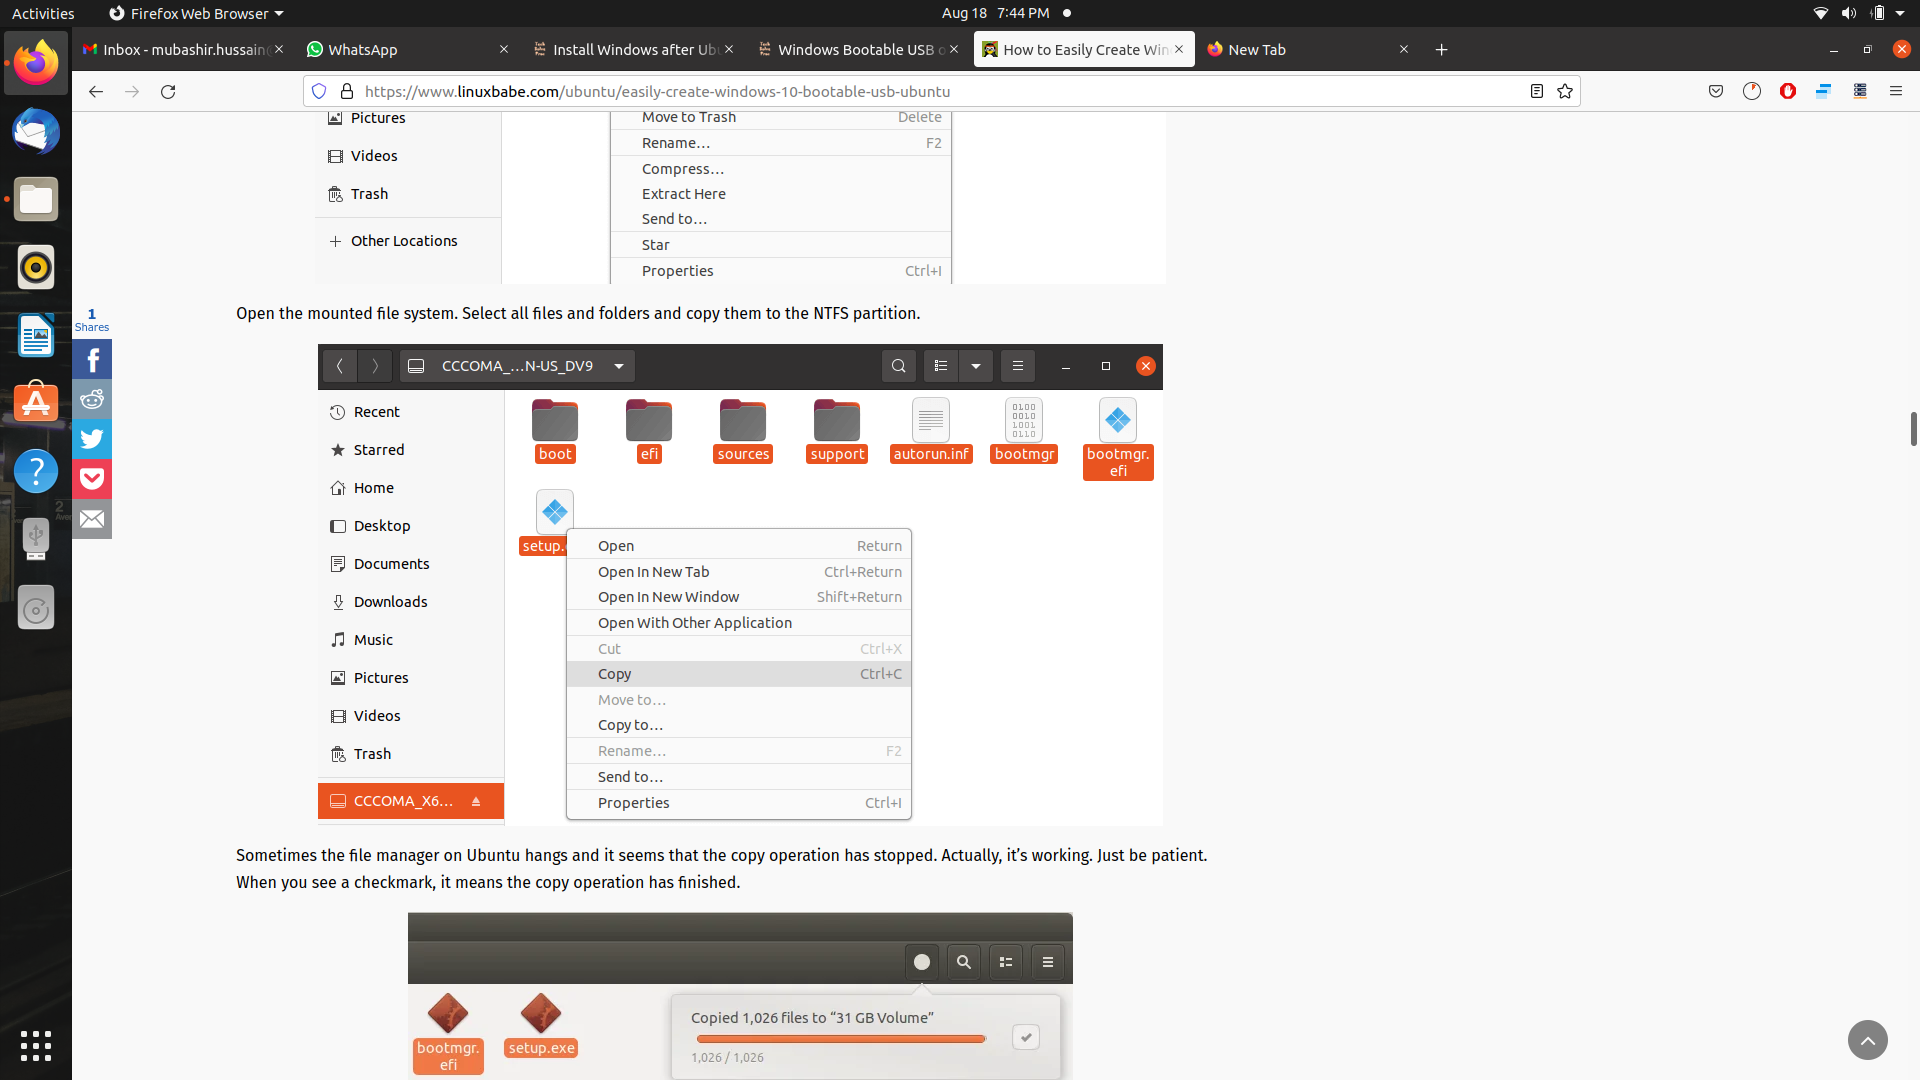 Activities
Firefox Web Browser
Aug 18 7:44 PM
Inbox - mubashir.hussain
WhatsApp
Install Windows after Ub
Windows Bootable USB o
How to Easily Create Win
New Tab
https://www.linuxbabe.com/ubuntu/easily-create-windows-10-bootable-usb-ubuntu
Pictures
Videos
Trash
Other Locations
Move to Trash Delete
Rename… F2
Compress…
Extract Here
Send to…
Star
Properties Ctrl+I
1
Shares
Open the mounted file system. Select all files and folders and copy them to the NTFS partition.
CCCOMA_…N-US_DV9
Recent
Starred
Home
Desktop
Documents
Downloads
Music
Pictures
Videos
Trash
CCCOMA_X6…
boot
efi
sources
support
autorun.inf
bootmgr
bootmgr.
efi
0100
0010
1001
0110
setup.
Open Return
Open In New Tab Ctrl+Return
Open In New Window Shift+Return
Open With Other Application
Cut Ctrl+X
Copy Ctrl+C
Move to…
Copy to…
Rename… F2
Send to…
Properties Ctrl+I
Sometimes the file manager on Ubuntu hangs and it seems that the copy operation has stopped. Actually, it’s working. Just be patient.
When you see a checkmark, it means the copy operation has finished.
bootmgr.
efi
setup.exe
Copied 1,026 files to “31 GB Volume”
1,026 / 1,026